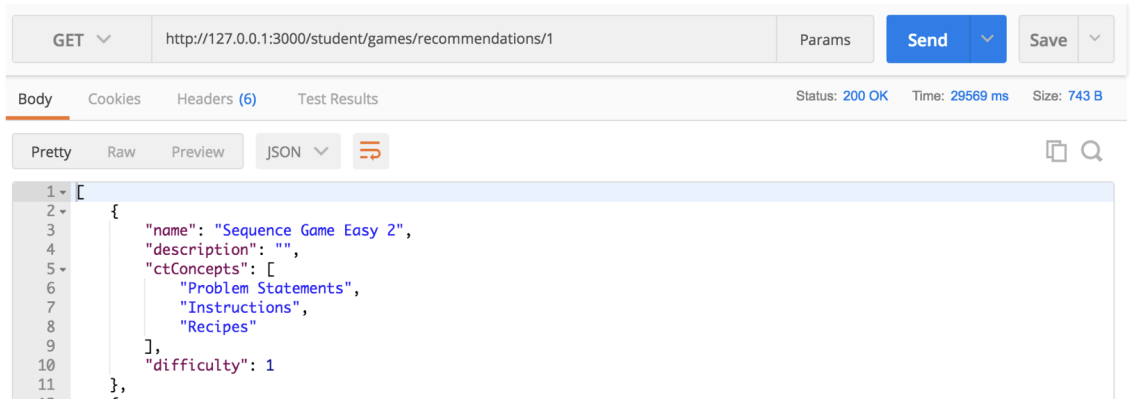 GET http://127.0.0.1:3000/student/games/recommendations/1 Params Send Save
Body Cookies Headers (6) Test Results Status: 200 OK Time: 29569 ms Size: 743 B
Pretty Raw Preview JSON
1 [
2 {
3 "name": "Sequence Game Easy 2",
4 "description": "",
5 "ctConcepts": [
6 "Problem Statements",
7 "Instructions",
8 "Recipes"
9 ],
10 "difficulty": 1
11 },